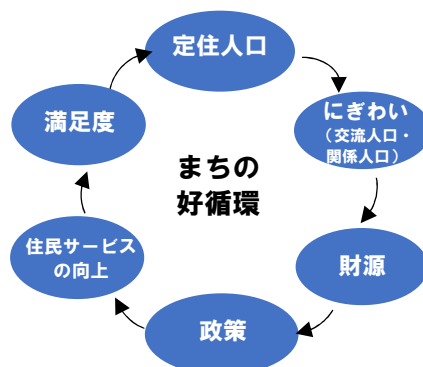 定住人口
にぎわい
（交流人口・
関係人口）
財源
政策
住民サービス
の向上
満足度
まちの
好循環